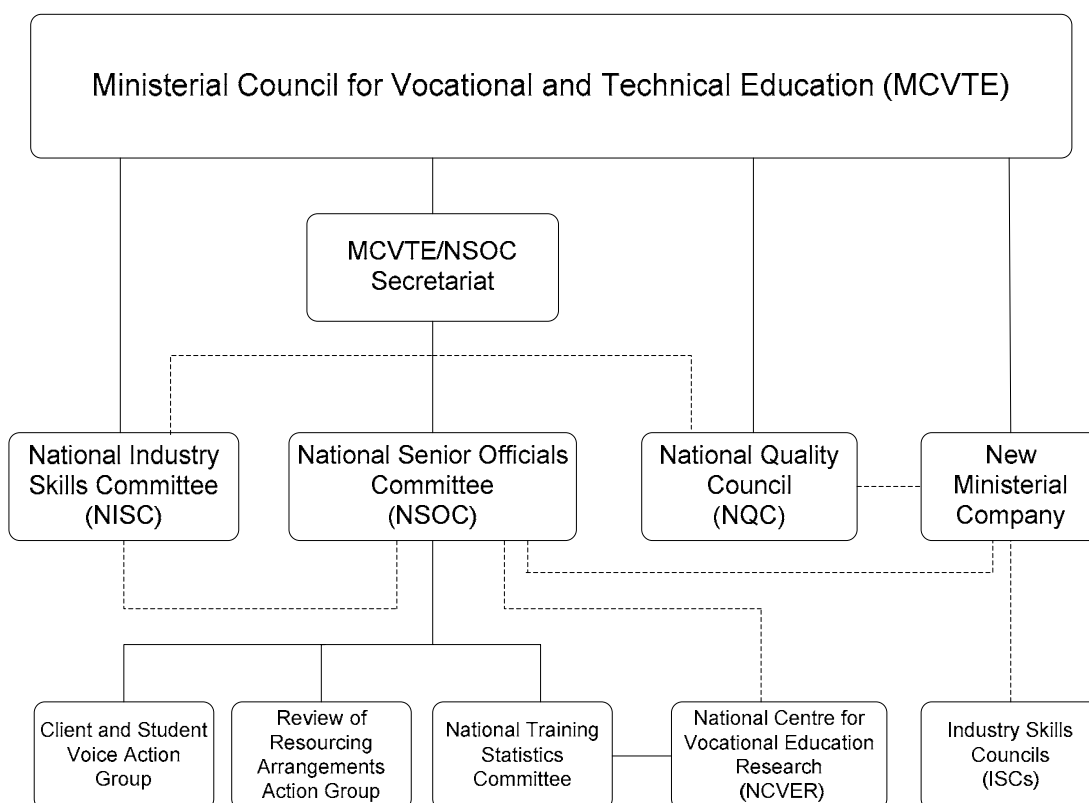 Ministerial Council for Vocational and Technical Education (MCVTE)
MCVTE/NSOC
Secretariat
National Industry
Skills Committee
(NISC)
National Senior Officials
Committee
(NSOC)
National Quality
Council
(NQC)
New
Ministerial
Company
Client and Student
Voice Action
Group
Review of
Resourcing
Arrangements
Action Group
National Training
Statistics
Committee
National Centre for
Vocational Education
Research
(NCVER)
Industry Skills
Councils
(ISCs)